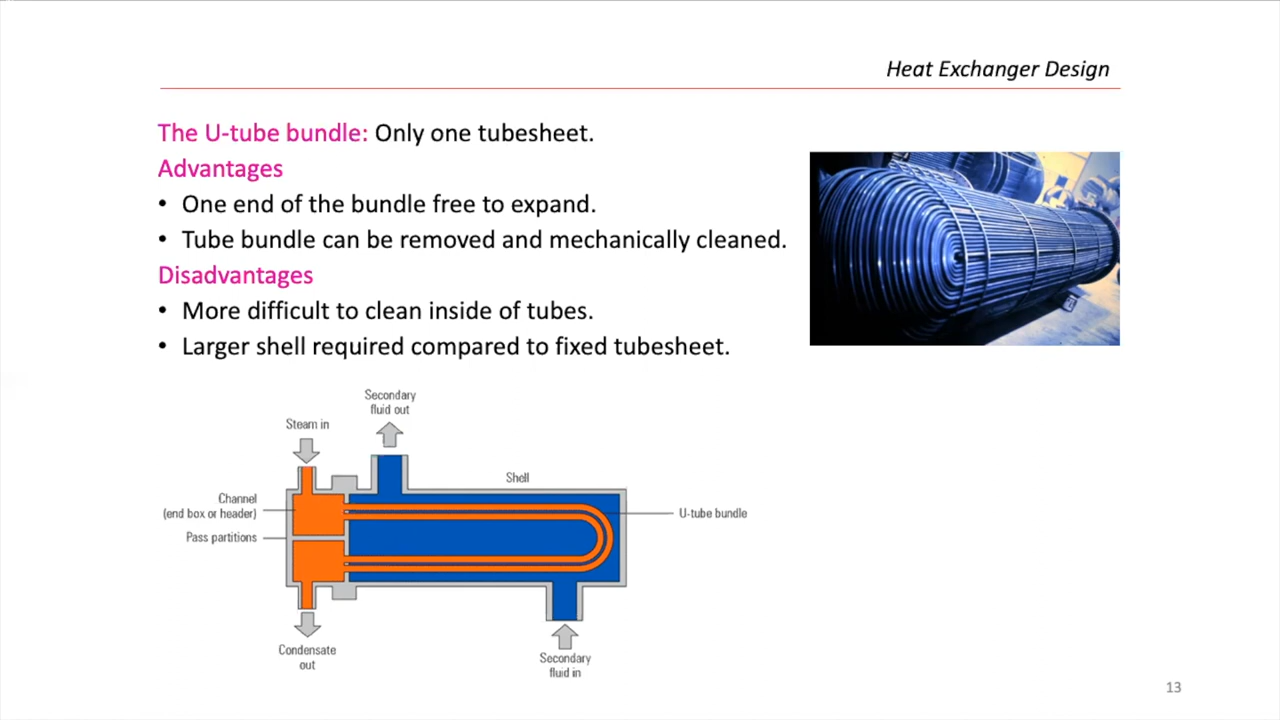 Heat Exchanger Design
The U-tube bundle: Only one tubesheet.
Advantages
• One end of the bundle free to expand.
• Tube bundle can be removed and mechanically cleaned.
Disadvantages
• More difficult to clean inside of tubes.
• Larger shell required compared to fixed tubesheet.
Secondary
fluid out
Steam in
Shell
Channel
(end box or header)
U-tube bundle
Pass partitions
Condensate
out
Secondary
fluid in
13